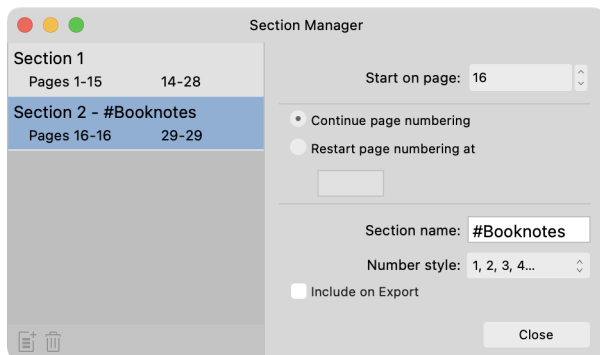 Section Manager
Section 1
Pages 1-15 14-28
Section 2 - #Booknotes
Pages 16-16 29-29
Start on page: 16
Continue page numbering
Restart page numbering at
Section name: #Booknotes
Number style: 1, 2, 3, 4...
Include on Export
Close